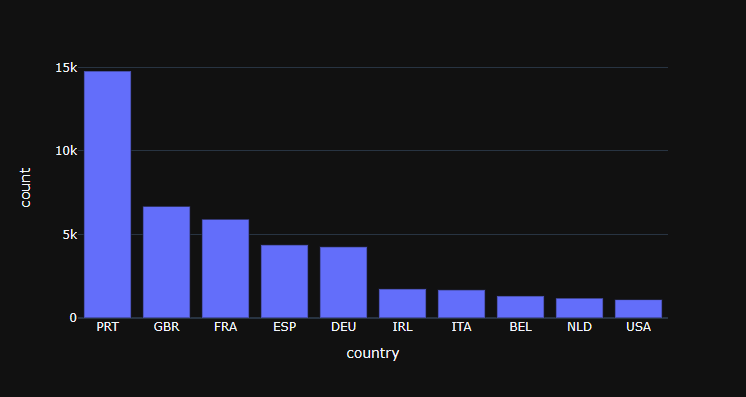 15k
10k
5k
0
count
PRT GBR FRA ESP DEU IRL ITA BEL NLD USA
country